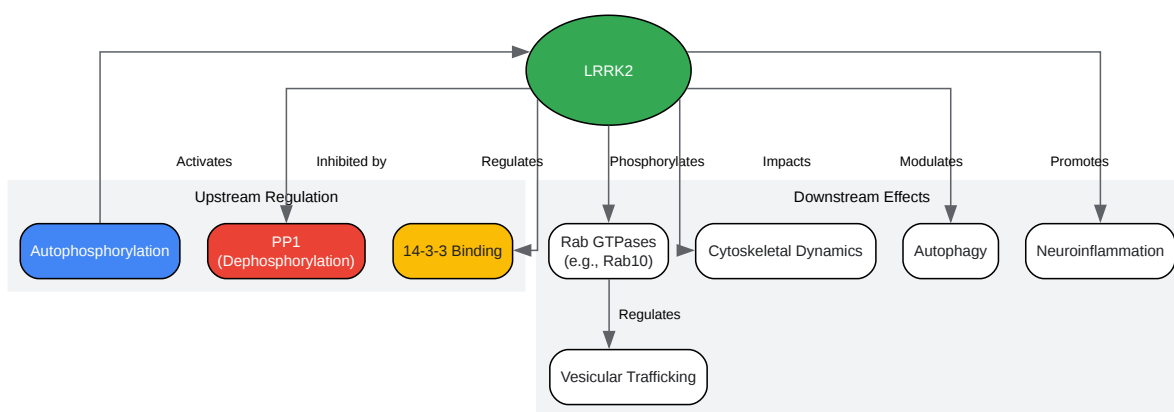 LRRK2
Activates
Inhibited by
Regulates
Phosphorylates
Impacts
Modulates
Promotes
Upstream Regulation
Downstream Effects
Autophosphorylation
PP1
(Dephosphorylation)
14-3-3 Binding
Rab GTPases
(e.g., Rab10)
Cytoskeletal Dynamics
Autophagy
Neuroinflammation
Regulates
Vesicular Trafficking